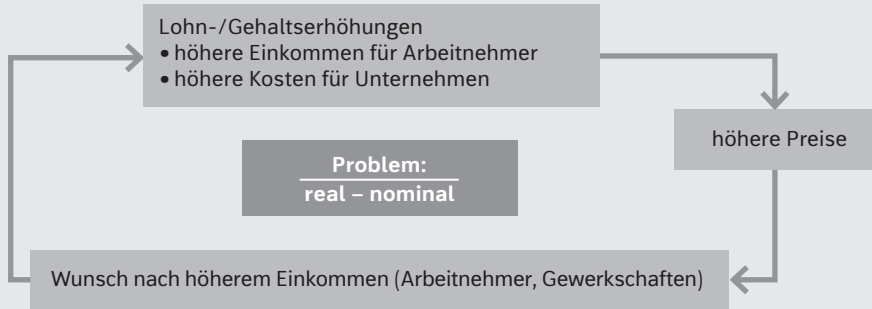 Lohn-/Gehaltserhöhungen
• höhere Einkommen für Arbeitnehmer
• höhere Kosten für Unternehmen
höhere Preise
Problem:
real – nominal
Wunsch nach höherem Einkommen (Arbeitnehmer, Gewerkschaften)